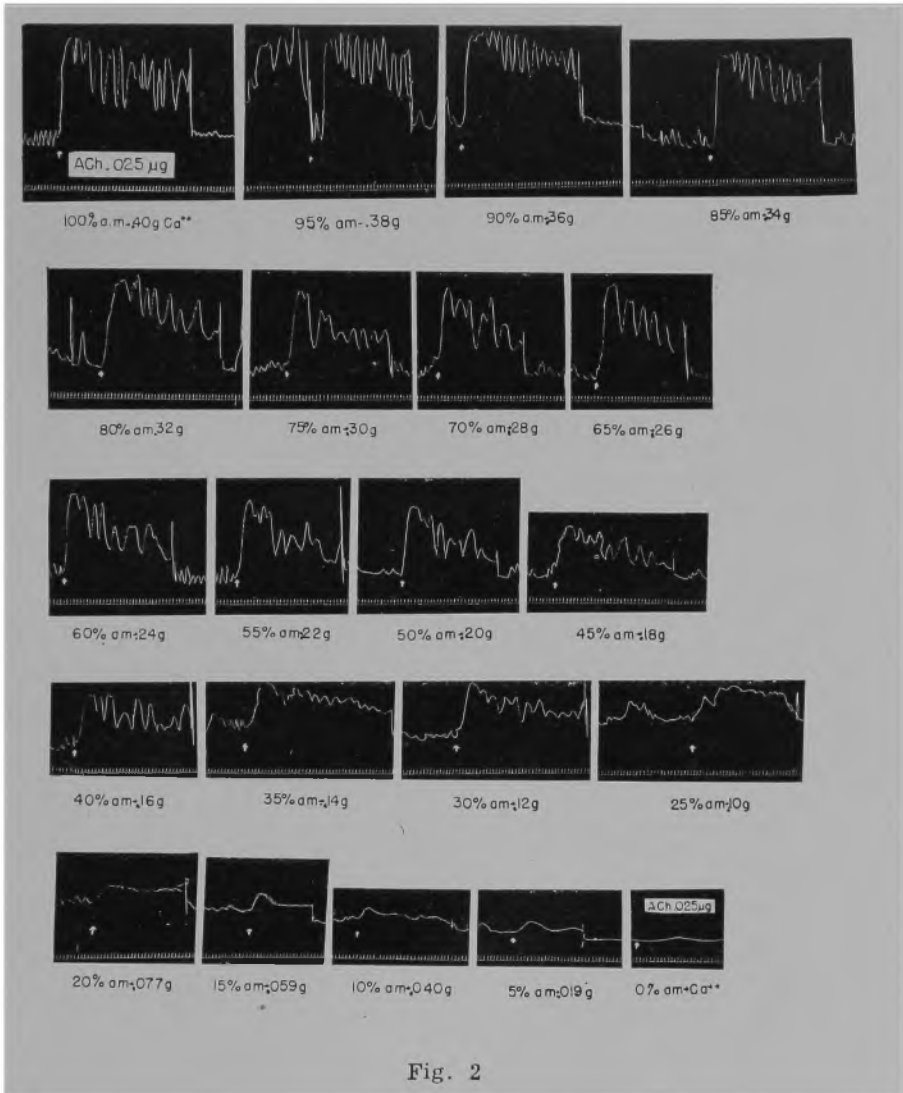 ACh .025 µg
100% a.m-.40g Ca⁺⁺
95% am-.38g
90% am-.36g
85% am-.34g
80% am.32g
75% am-.30g
70% am-.28g
65% am-.26g
60% am-.24g
55% am-.22g
50% am-.20g
45% am-.18g
40% am-.16g
35% am-.14g
30% am-.12g
25% am-.10g
ACh .025µg
20% am-.077g
15% am-.059g
10% am-.040g
5% am-.019g
0% am-Ca⁺⁺
Fig. 2